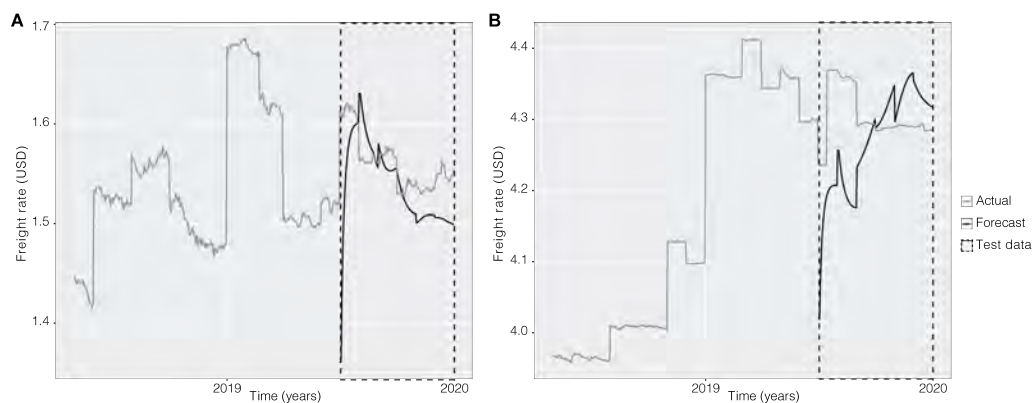 A
1.7
1.6
1.5
1.4
Freight rate (USD)
2019
2020
Time (years)
B
4.4
4.3
4.2
4.1
4.0
Freight rate (USD)
2019
2020
Time (years)
Actual
Forecast
Test data